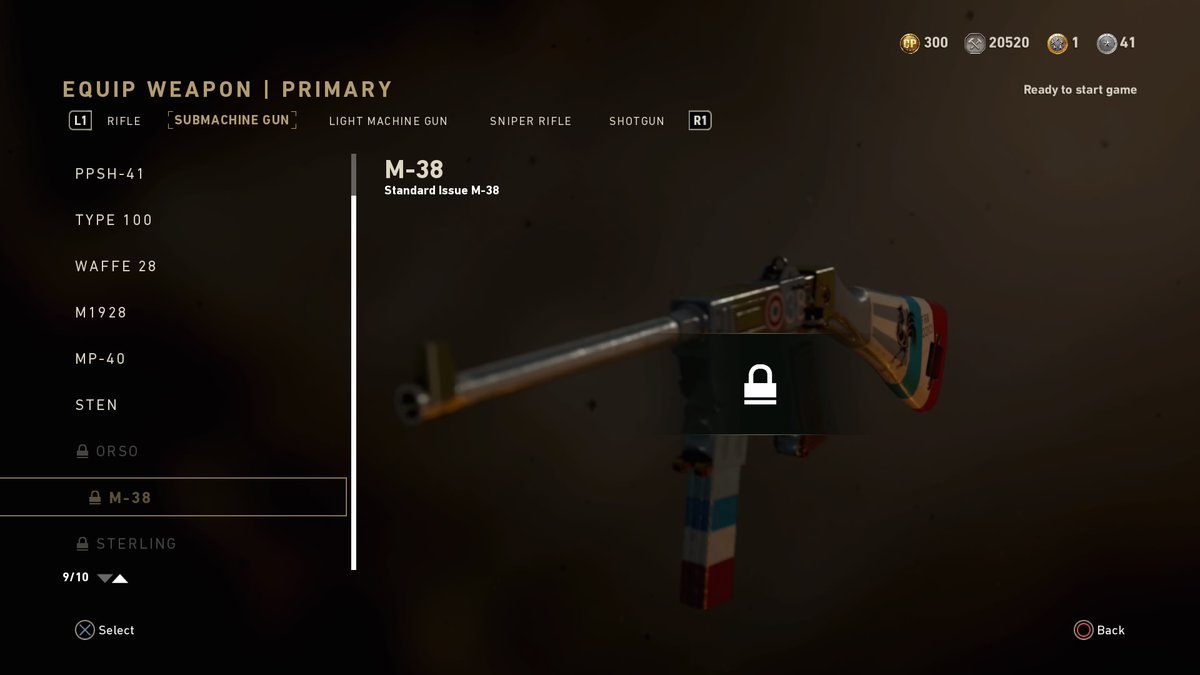 CP 300 20520 1 41
EQUIP WEAPON | PRIMARY
Ready to start game
L1 RIFLE SUBMACHINE GUN LIGHT MACHINE GUN SNIPER RIFLE SHOTGUN R1
M-38
Standard Issue M-38
PPSH-41
TYPE 100
WAFFE 28
M1928
MP-40
STEN
ORSO
M-38
STERLING
9/10
Select
Back